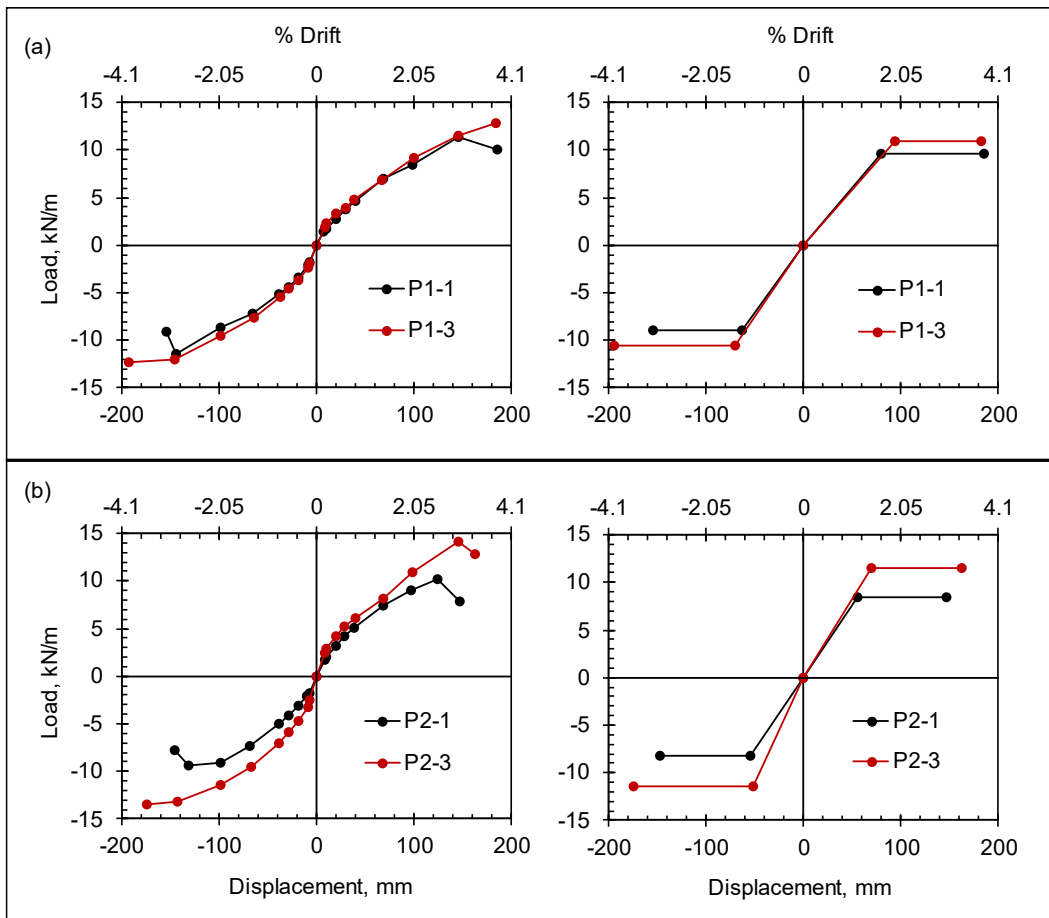 (a)
% Drift
-4.1 -2.05 0 2.05 4.1
15
10
5
0
-5
-10
-15
Load, kN/m
P1-1
P1-3
-200 -100 0 100 200
% Drift
-4.1 -2.05 0 2.05 4.1
15
10
5
0
-5
-10
-15
P1-1
P1-3
-200 -100 0 100 200
(b)
-4.1 -2.05 0 2.05 4.1
15
10
5
0
-5
-10
-15
Load, kN/m
P2-1
P2-3
-200 -100 0 100 200
Displacement, mm
-4.1 -2.05 0 2.05 4.1
15
10
5
0
-5
-10
-15
P2-1
P2-3
-200 -100 0 100 200
Displacement, mm